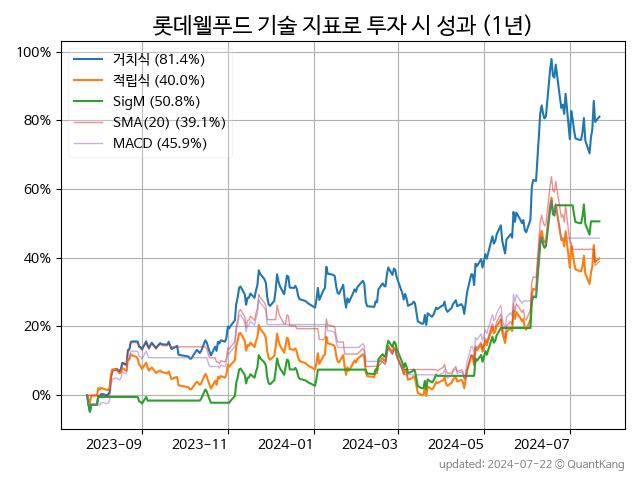 롯데웰푸드 기술 지표로 투자 시 성과 (1년)
100%
80%
60%
40%
20%
0%
거치식 (81.4%)
적립식 (40.0%)
SigM (50.8%)
SMA(20) (39.1%)
MACD (45.9%)
2023-09
2023-11
2024-01
2024-03
2024-05
2024-07
updated: 2024-07-22 © QuantKang